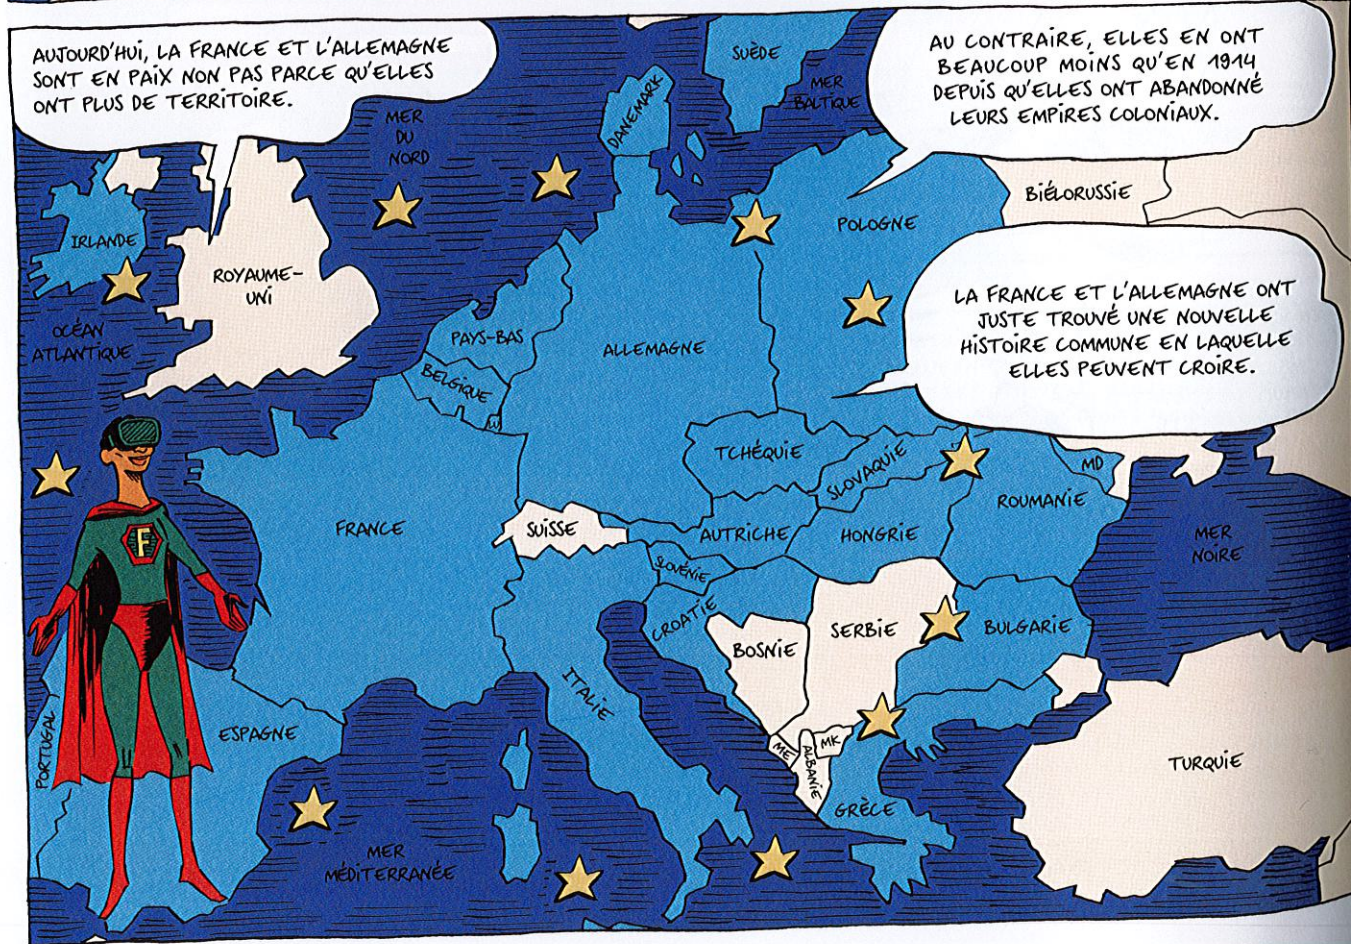 AUJOURD'HUI, LA FRANCE ET L'ALLEMAGNE
SONT EN PAIX NON PAS PARCE QU'ELLES
ONT PLUS DE TERRITOIRE.
AU CONTRAIRE, ELLES EN ONT
BEAUCOUP MOINS QU'EN 1914
DEPUIS QU'ELLES ONT ABANDONNÉ
LEURS EMPIRES COLONIAUX.
LA FRANCE ET L'ALLEMAGNE ONT
JUSTE TROUVÉ UNE NOUVELLE
HISTOIRE COMMUNE EN LAQUELLE
ELLES PEUVENT CROIRE.
SUÈDE
MER
BALTIQUE
DANEMARK
MER
DU
NORD
BIÉLORUSSIE
POLOGNE
IRLANDE
ROYAUME-
UNI
OCÉAN
ATLANTIQUE
PAYS-BAS
ALLEMAGNE
BELGIQUE
TCHÉQUIE
SLOVAQUIE
MD
ROUMANIE
FRANCE
SUISSE
AUTRICHE
HONGRIE
MER
NOIRE
F
SLOVÉNIE
CROATIE
BOSNIE
SERBIE
BULGARIE
ITALIE
PORTUGAL
ESPAGNE
ME
ALBANIE
MK
TURQUIE
GRÈCE
MER
MÉDITERRANÉE